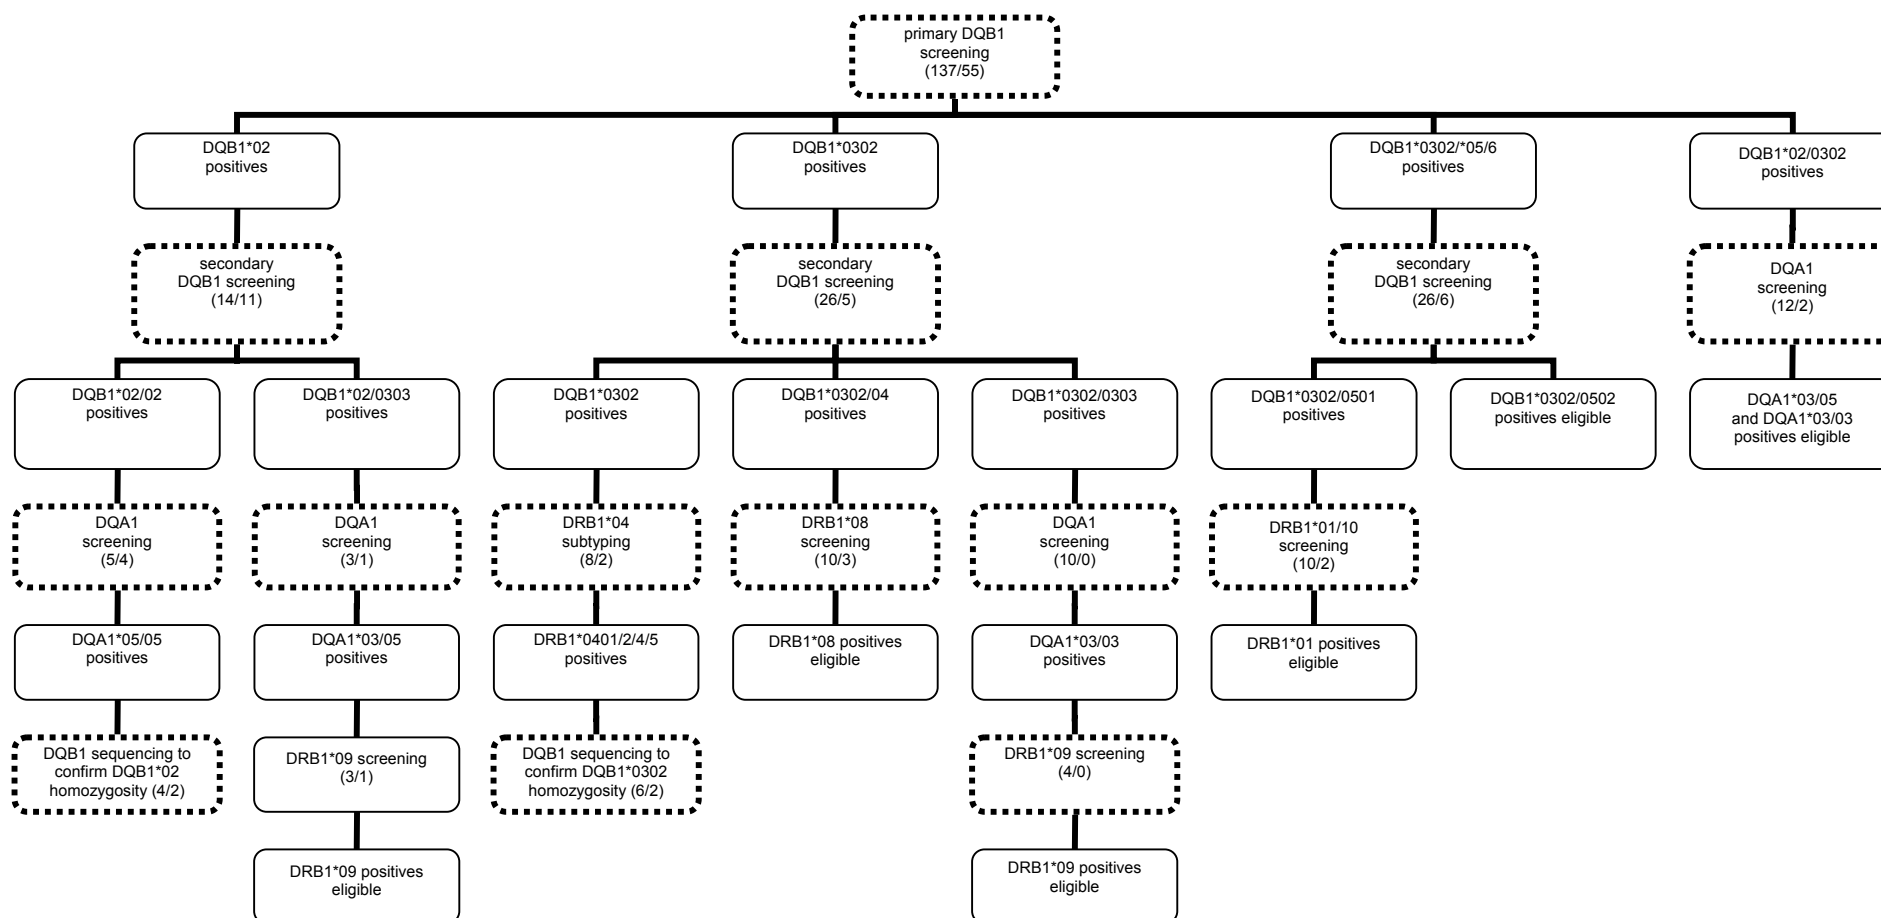 primary DQB1
screening
(137/55)
DQB1*02
positives
DQB1*0302
positives
DQB1*0302/*05/6
positives
DQB1*02/0302
positives
secondary
DQB1 screening
(14/11)
secondary
DQB1 screening
(26/5)
secondary
DQB1 screening
(26/6)
DQA1
screening
(12/2)
DQB1*02/02
positives
DQB1*02/0303
positives
DQB1*0302
positives
DQB1*0302/04
positives
DQB1*0302/0303
positives
DQB1*0302/0501
positives
DQB1*0302/0502
positives eligible
DQA1*03/05
and DQA1*03/03
positives eligible
DQA1
screening
(5/4)
DQA1
screening
(3/1)
DRB1*04
subtyping
(8/2)
DRB1*08
screening
(10/3)
DQA1
screening
(10/0)
DRB1*01/10
screening
(10/2)
DQA1*05/05
positives
DQA1*03/05
positives
DRB1*0401/2/4/5
positives
DRB1*08 positives
eligible
DQA1*03/03
positives
DRB1*01 positives
eligible
DQB1 sequencing to
confirm DQB1*02
homozygosity (4/2)
DRB1*09 screening
(3/1)
DQB1 sequencing to
confirm DQB1*0302
homozygosity (6/2)
DRB1*09 screening
(4/0)
DRB1*09 positives
eligible
DRB1*09 positives
eligible